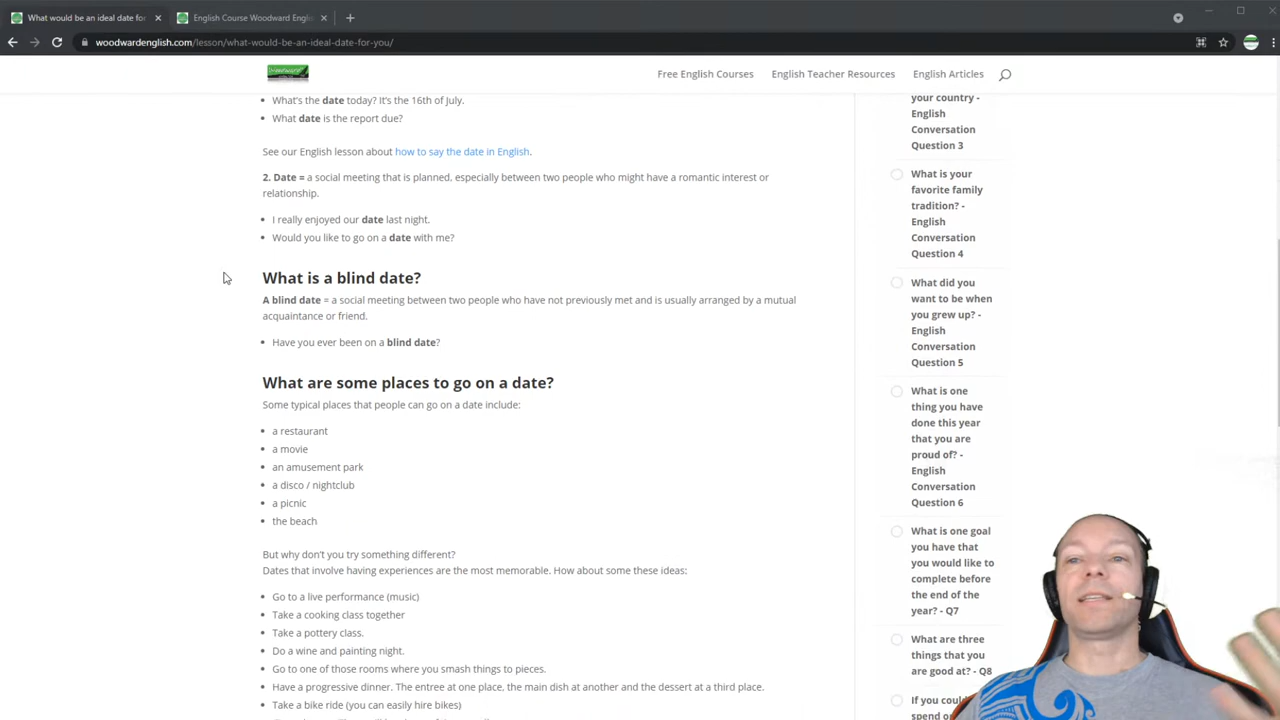 What would be an ideal date for
English Course Woodward English
woodwardenglish.com/lesson/what-would-be-an-ideal-date-for-you/
Free English Courses
English Teacher Resources
English Articles
What's the date today? It's the 16th of July.
What date is the report due?
See our English lesson about how to say the date in English.
2. Date = a social meeting that is planned, especially between two people who might have a romantic interest or
relationship.
I really enjoyed our date last night.
Would you like to go on a date with me?
What is a blind date?
A blind date = a social meeting between two people who have not previously met and is usually arranged by a mutual
acquaintance or friend.
Have you ever been on a blind date?
What are some places to go on a date?
Some typical places that people can go on a date include:
a restaurant
a movie
an amusement park
a disco / nightclub
a picnic
the beach
But why don't you try something different?
Dates that involve having experiences are the most memorable. How about some these ideas:
Go to a live performance (music)
Take a cooking class together
Take a pottery class.
Do a wine and painting night.
Go to one of those rooms where you smash things to pieces.
Have a progressive dinner. The entree at one place, the main dish at another and the dessert at a third place.
Take a bike ride (you can easily hire bikes)
your country -
English
Conversation
Question 3
What is your
favorite family
tradition? -
English
Conversation
Question 4
What did you
want to be when
you grew up? -
English
Conversation
Question 5
What is one
thing you have
done this year
that you are
proud of? -
English
Conversation
Question 6
What is one goal
you have that
you would like to
complete before
the end of the
year? - Q7
What are three
things that you
are good at? - Q8
If you could
spend